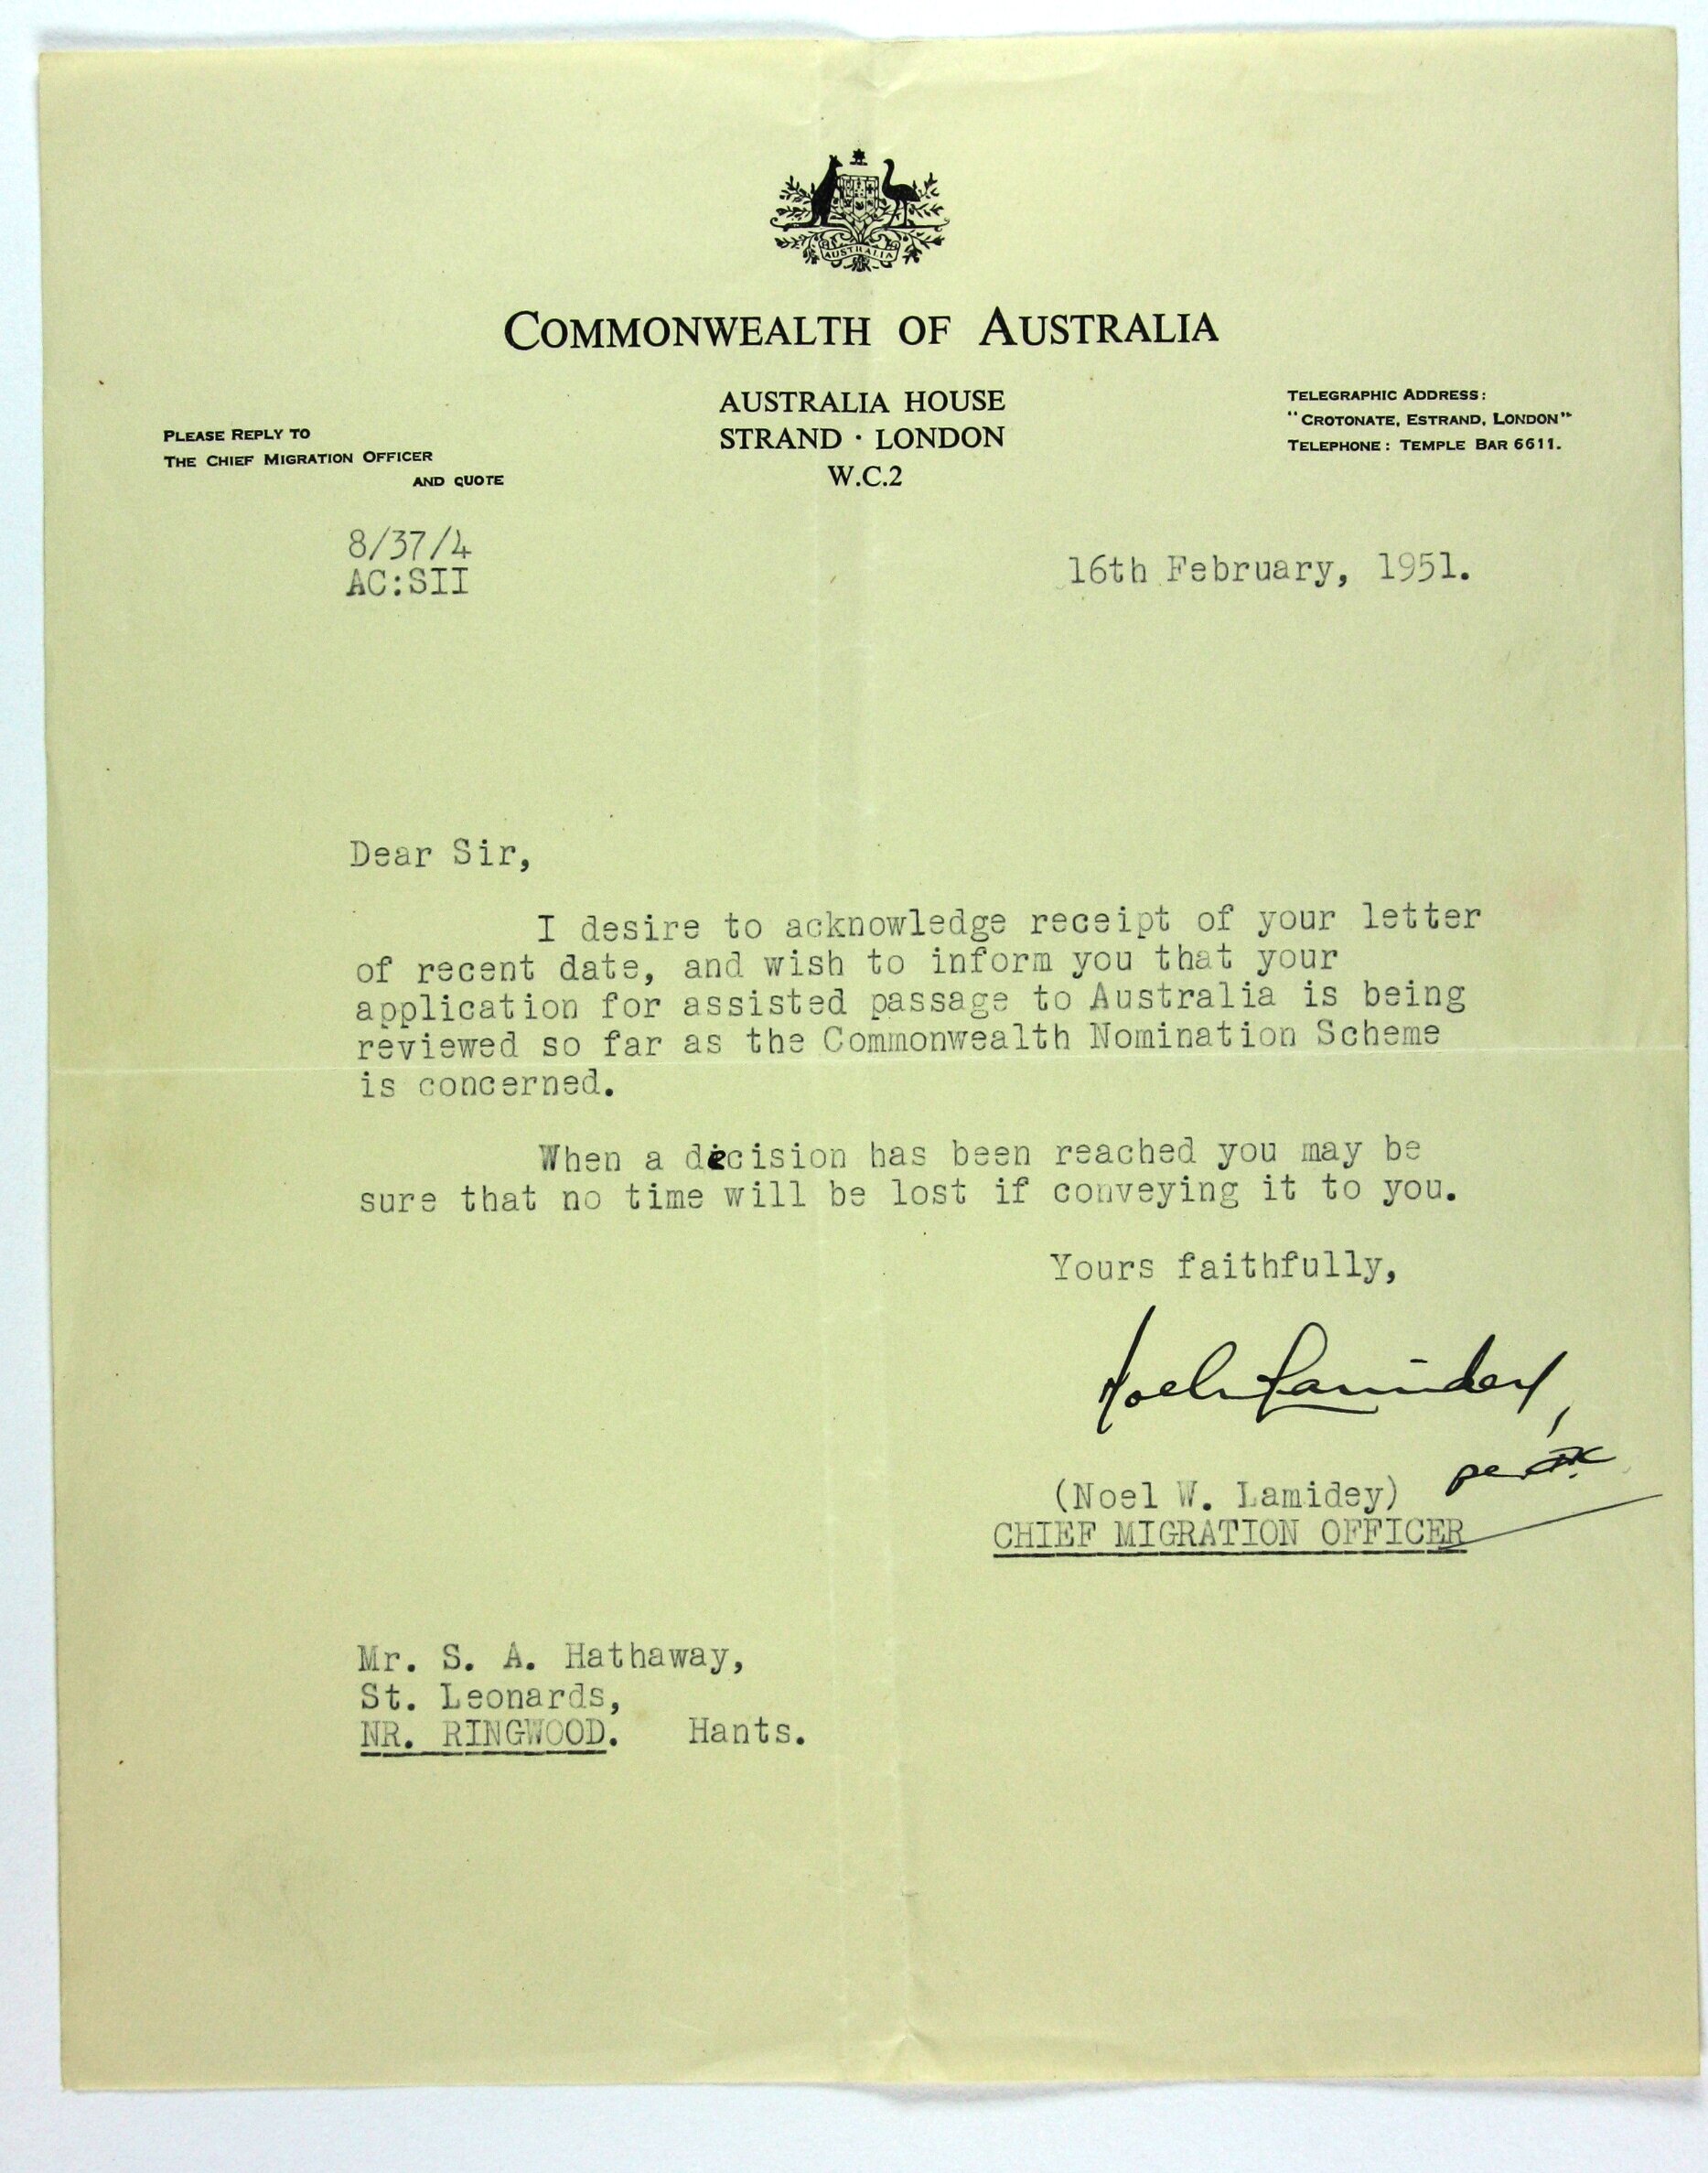 AUSTRALIA
COMMONWEALTH OF AUSTRALIA
AUSTRALIA HOUSE
STRAND · LONDON
W.C.2
PLEASE REPLY TO
THE CHIEF MIGRATION OFFICER
AND QUOTE
TELEGRAPHIC ADDRESS:
"CROTONATE, ESTRAND, LONDON"
TELEPHONE: TEMPLE BAR 6611.
8/37/4
AC:SII
16th February, 1951.
Dear Sir,
I desire to acknowledge receipt of your letter
of recent date, and wish to inform you that your
application for assisted passage to Australia is being
reviewed so far as the Commonwealth Nomination Scheme
is concerned.
When a decision has been reached you may be
sure that no time will be lost if conveying it to you.
Yours faithfully,
Noel Lamidey,
per
(Noel W. Lamidey)
CHIEF MIGRATION OFFICER
Mr. S. A. Hathaway,
St. Leonards,
NR. RINGWOOD. Hants.